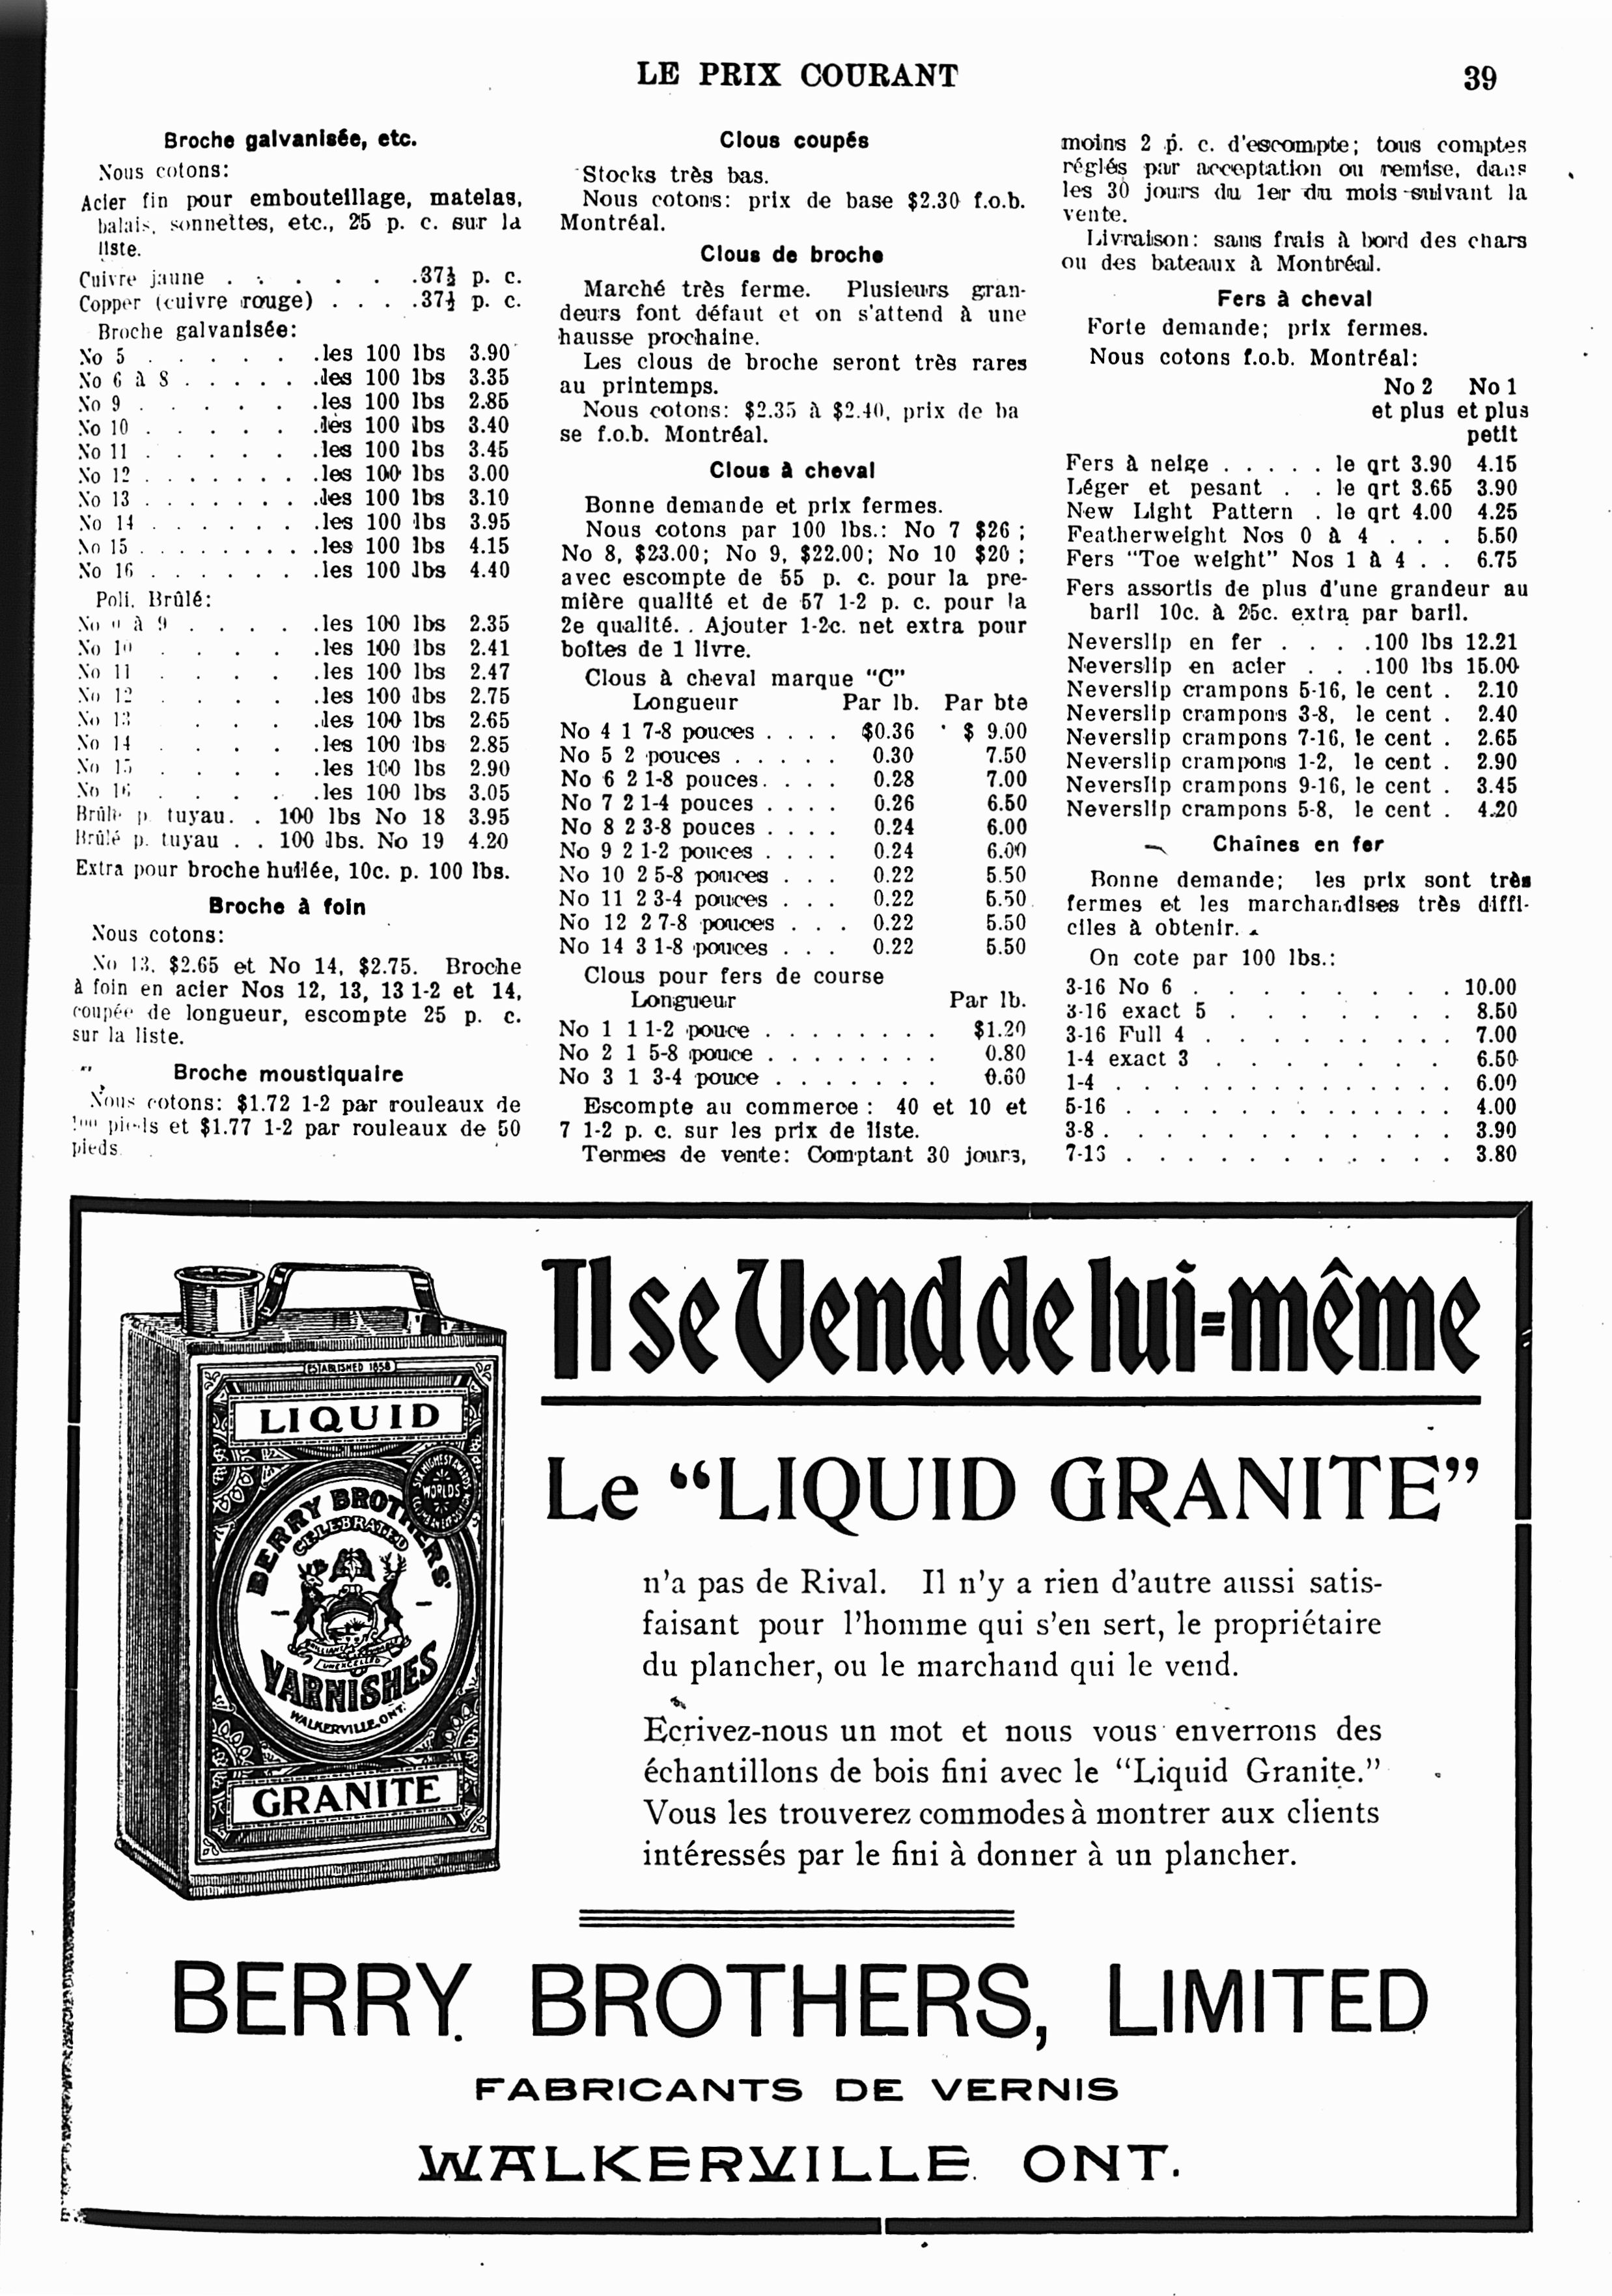 LE PRIX COURANT
39
Broche galvanisée, etc.
Nous cotons:
Acier fin pour embouteillage, matelas,
balais, sonnettes, etc., 25 p. c. sur la
liste.
Cuivre jaune . . . . . .37½ p. c.
Copper (cuivre rouge) . . . .37½ p. c.
Broche galvanisée:
No 5 . . . . . .les 100 lbs 3.90
No 6 à 8 . . . . . .les 100 lbs 3.35
No 9 . . . . . .les 100 lbs 2.85
No 10 . . . . . .les 100 lbs 3.40
No 11 . . . . . .les 100 lbs 3.45
No 12 . . . . . . .les 100 lbs 3.00
No 13 . . . . . . .les 100 lbs 3.10
No 14 . . . . . . .les 100 lbs 3.95
No 15 . . . . . . . .les 100 lbs 4.15
No 16 . . . . . . .les 100 lbs 4.40
Poli, Brûlé:
No 0 à 9 . . . . .les 100 lbs 2.35
No 10 . . . . .les 100 lbs 2.41
No 11 . . . . .les 100 lbs 2.47
No 12 . . . . .les 100 lbs 2.75
No 13 . . . .les 100 lbs 2.65
No 14 . . . . .les 100 lbs 2.85
No 15 . . . . .les 100 lbs 2.90
No 16 . . . . .les 100 lbs 3.05
Brûlé p. tuyau. . 100 lbs No 18 3.95
Brûlé p. tuyau . . 100 lbs. No 19 4.20
Extra pour broche huilée, 10c. p. 100 lbs.
Broche à foin
Nous cotons:
No 13, $2.65 et No 14, $2.75. Broche
à foin en acier Nos 12, 13, 13 1-2 et 14,
coupée de longueur, escompte 25 p. c.
sur la liste.
Broche moustiquaire
Nous cotons: $1.72 1-2 par rouleaux de
100 pieds et $1.77 1-2 par rouleaux de 50
pieds.
Clous coupés
Stocks très bas.
Nous cotons: prix de base $2.30 f.o.b.
Montréal.
Clous de broche
Marché très ferme. Plusieurs gran-
deurs font défaut et on s'attend à une
hausse prochaine.
Les clous de broche seront très rares
au printemps.
Nous cotons: $2.35 à $2.40, prix de ba
se f.o.b. Montréal.
Clous à cheval
Bonne demande et prix fermes.
Nous cotons par 100 lbs.: No 7 $26 ;
No 8, $23.00; No 9, $22.00; No 10 $20 ;
avec escompte de 55 p. c. pour la pre-
mière qualité et de 57 1-2 p. c. pour la
2e qualité. . Ajouter 1-2c. net extra pour
boîtes de 1 livre.
Clous à cheval marque "C"
Longueur Par lb. Par bte
No 4 1 7-8 pouces . . . . $0.36 $ 9.00
No 5 2 pouces . . . . . 0.30 7.50
No 6 2 1-8 pouces. . . . 0.28 7.00
No 7 2 1-4 pouces . . . . 0.26 6.50
No 8 2 3-8 pouces . . . . 0.24 6.00
No 9 2 1-2 pouces . . . . 0.24 6.00
No 10 2 5-8 pouces . . . 0.22 5.50
No 11 2 3-4 pouces . . . 0.22 5.50
No 12 2 7-8 pouces . . . 0.22 5.50
No 14 3 1-8 pouces . . . 0.22 5.50
Clous pour fers de course
Longueur Par lb.
No 1 1 1-2 pouce . . . . . . . . $1.20
No 2 1 5-8 pouce . . . . . . . . 0.80
No 3 1 3-4 pouce . . . . . . . 0.60
Escompte au commerce : 40 et 10 et
7 1-2 p. c. sur les prix de liste.
Termes de vente: Comptant 30 jours,
moins 2 p. c. d'escompte; tous comptes
réglés par acceptation ou remise, dans
les 30 jours du 1er du mois suivant la
vente.
Livraison: sans frais à bord des chars
ou des bateaux à Montréal.
Fers à cheval
Forte demande; prix fermes.
Nous cotons f.o.b. Montréal:
No 2 No 1
et plus et plus
petit
Fers à neige . . . . . le qrt 3.90 4.15
Léger et pesant . . le qrt 3.65 3.90
New Light Pattern . le qrt 4.00 4.25
Featherweight Nos 0 à 4 . . . 5.50
Fers "Toe weight" Nos 1 à 4 . . 6.75
Fers assortis de plus d'une grandeur au
baril 10c. à 25c. extra par baril.
Neverslip en fer . . . .100 lbs 12.21
Neverslip en acier . . .100 lbs 15.00
Neverslip crampons 5-16, le cent . 2.10
Neverslip crampons 3-8, le cent . 2.40
Neverslip crampons 7-16, le cent . 2.65
Neverslip crampons 1-2, le cent . 2.90
Neverslip crampons 9-16, le cent . 3.45
Neverslip crampons 5-8, le cent . 4.20
Chaînes en fer
Bonne demande; les prix sont très
fermes et les marchandises très diffi-
ciles à obtenir.
On cote par 100 lbs.:
3-16 No 6 . . . . . . . . . 10.00
3-16 exact 5 . . . . . . . 8.50
3-16 Full 4 . . . . . . . . . 7.00
1-4 exact 3 . . . . . . . 6.50
1-4 . . . . . . . . . . . . . 6.00
5-16 . . . . . . . . . . . . 4.00
3-8 . . . . . . . . . . . . . 3.90
7-16 . . . . . . . . . . . . 3.80
Il se Vend de lui-même
ESTABLISHED 1858
LIQUID
HIGHEST AWARDS
WORLDS
BERRY BROTHERS'
CELEBRATED
VARNISHES
WALKERVILLE, ONT.
GRANITE
Le "LIQUID GRANITE"
n'a pas de Rival. Il n'y a rien d'autre aussi satis-
faisant pour l'homme qui s'en sert, le propriétaire
du plancher, ou le marchand qui le vend.
Ecrivez-nous un mot et nous vous enverrons des
échantillons de bois fini avec le "Liquid Granite."
Vous les trouverez commodes à montrer aux clients
intéressés par le fini à donner à un plancher.
BERRY BROTHERS, LIMITED
FABRICANTS DE VERNIS
WALKERVILLE ONT.